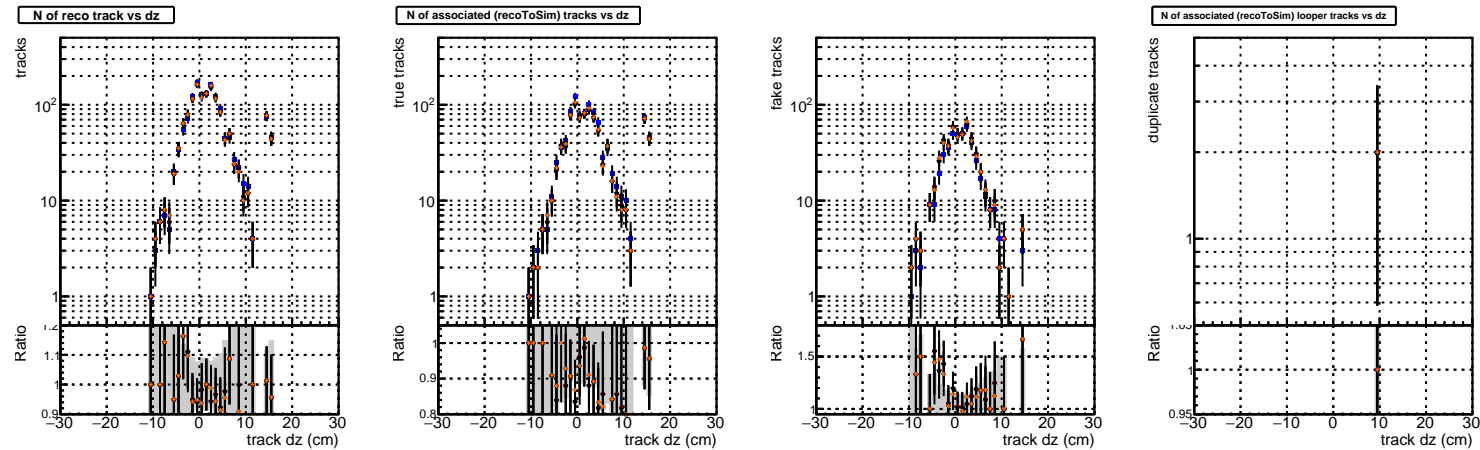 N of reco track vs dz
tracks
10²
10
1
Ratio
1.2
1.1
1
0.9
−30 −20 −10 0 10 20 30
track dz (cm)
N of associated (recoToSim) tracks vs dz
true tracks
10²
10
1
Ratio
1
0.9
0.8
−30 −20 −10 0 10 20 30
track dz (cm)
fake tracks
10²
10
1
Ratio
1.5
1
−30 −20 −10 0 10 20 30
track dz (cm)
N of associated (recoToSim) looper tracks vs dz
duplicate tracks
1
Ratio
1.05
1
0.95
−30 −20 −10 0 10 20 30
track dz (cm)